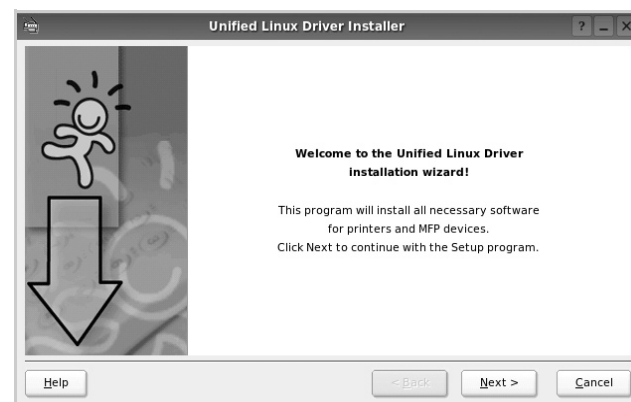 Unified Linux Driver Installer
Welcome to the Unified Linux Driver
installation wizard!
This program will install all necessary software
for printers and MFP devices.
Click Next to continue with the Setup program.
Help
< Back
Next >
Cancel